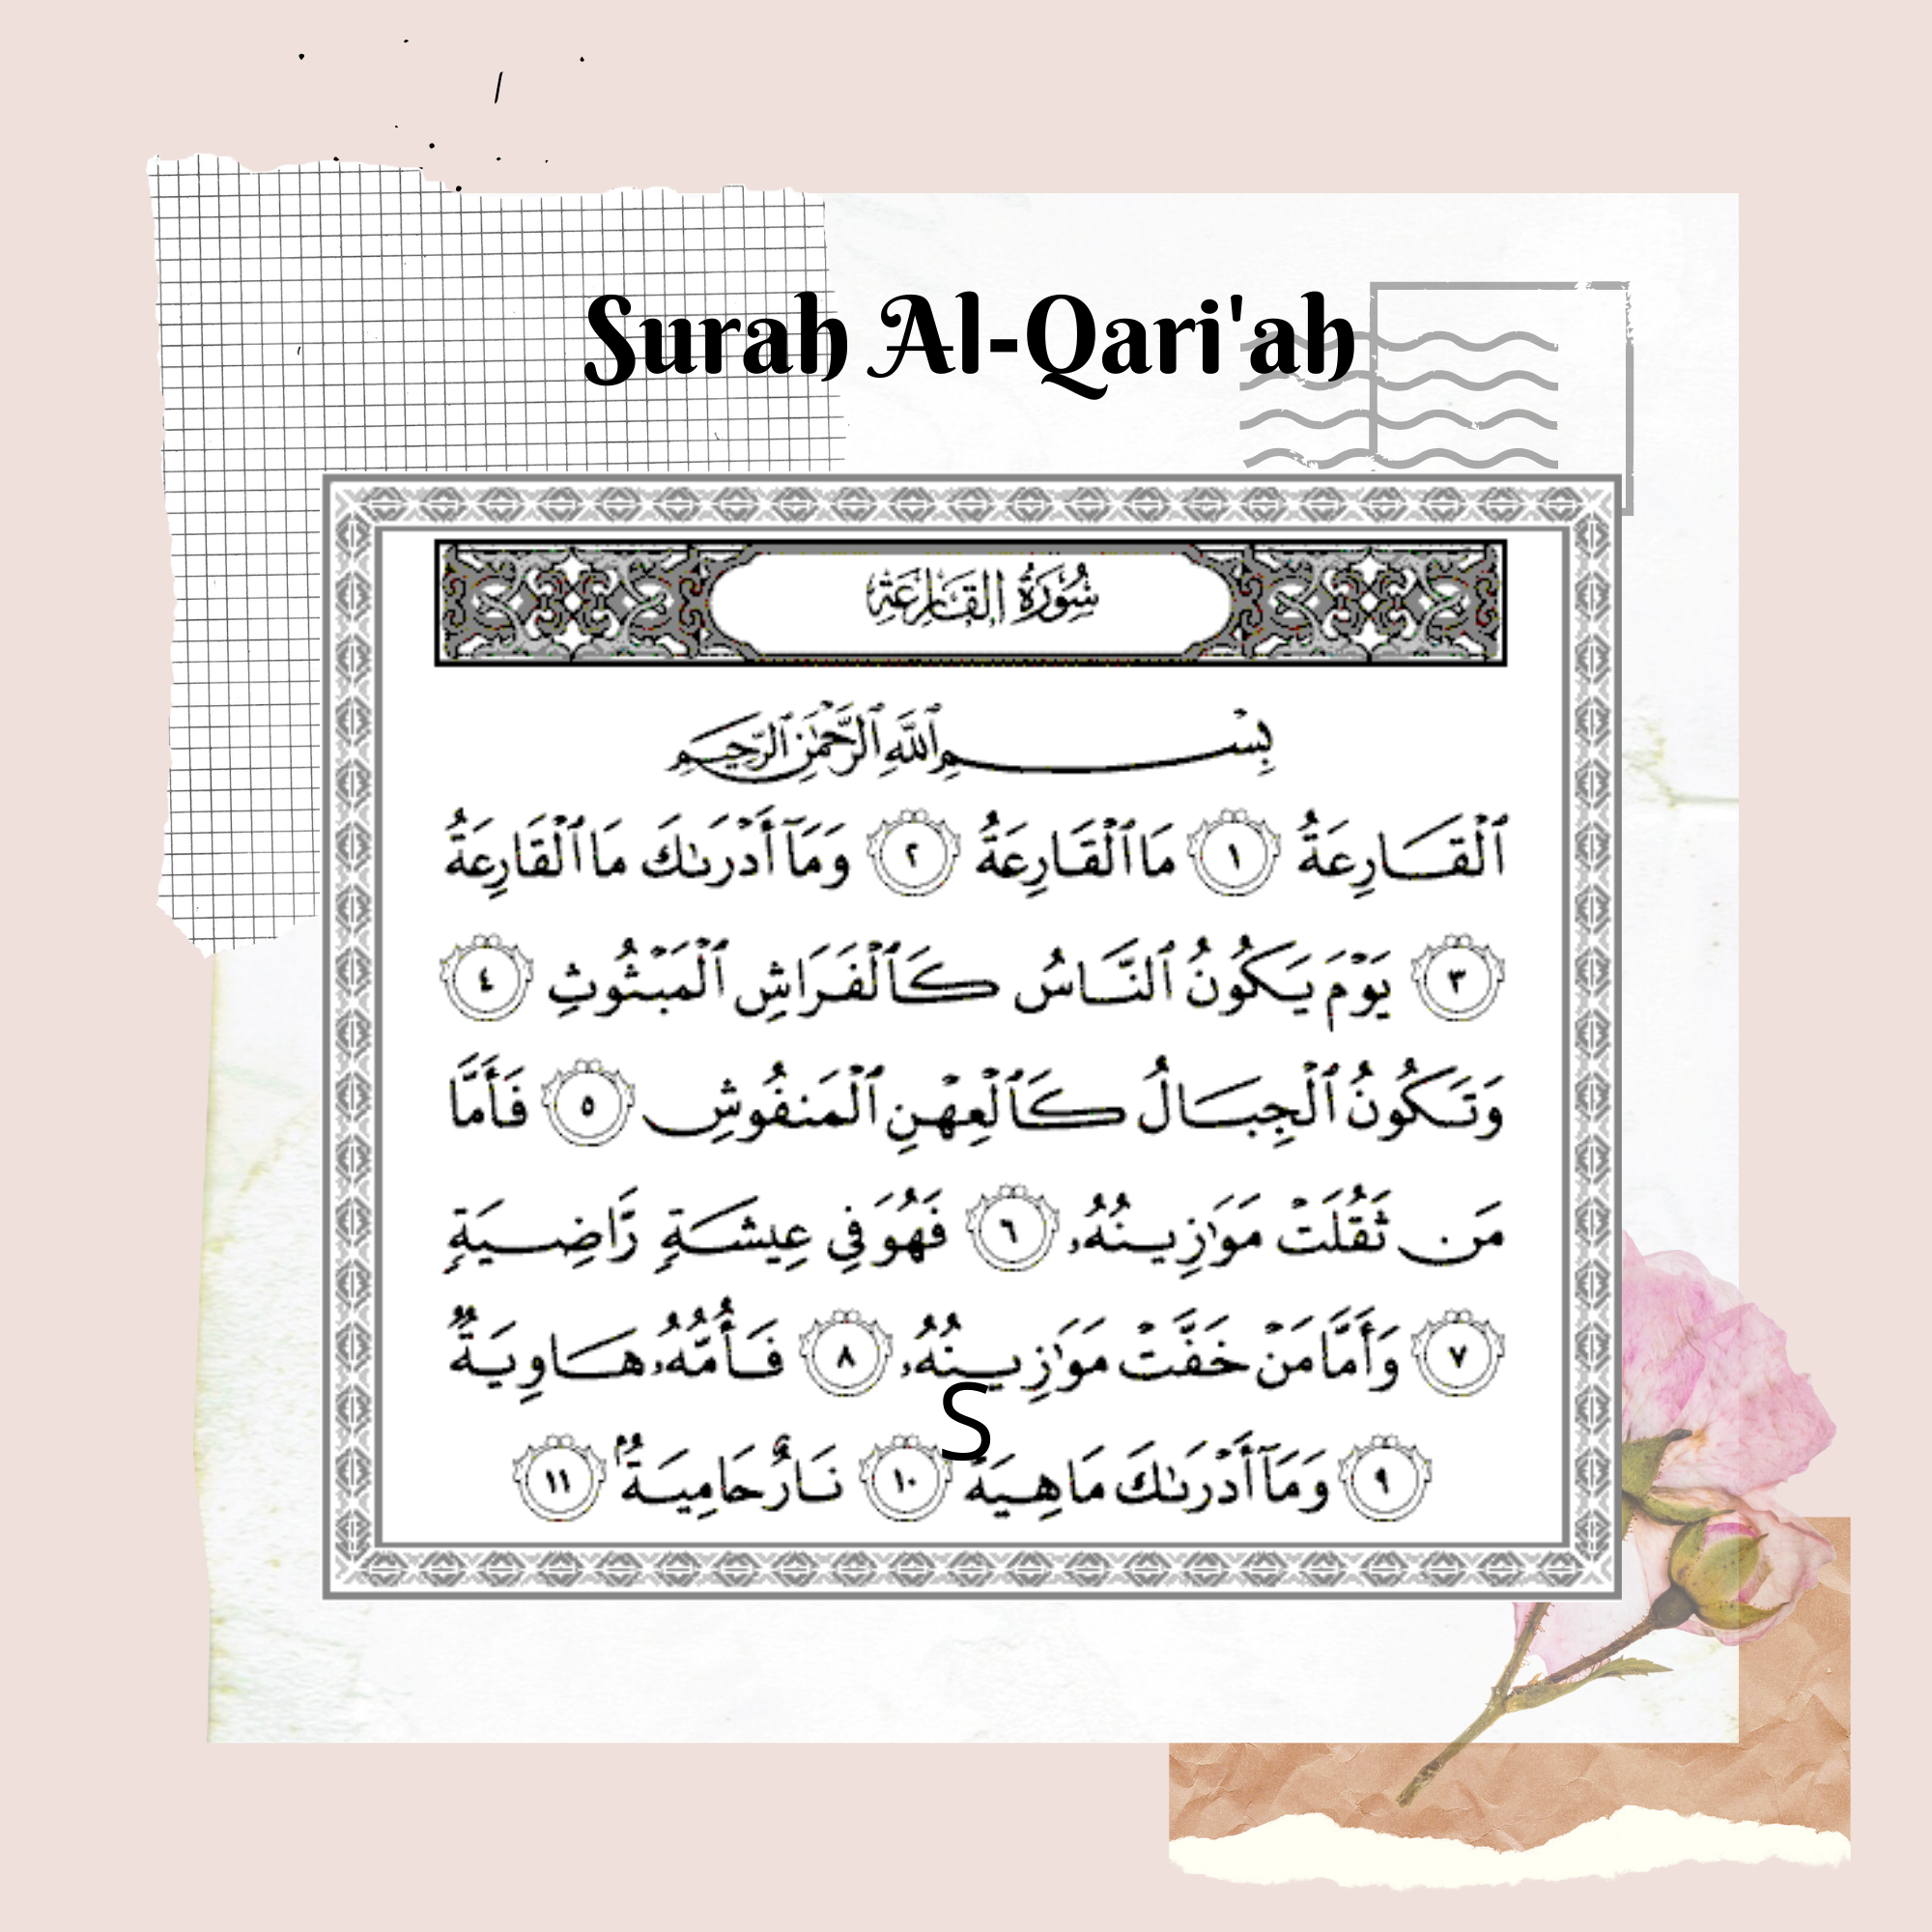 Surah Al-Qari'ah
سُورَةُ القَارِعَةِ
بِسْمِ ٱللَّهِ ٱلرَّحْمَٰنِ ٱلرَّحِيمِ
ٱلْقَارِعَةُ ١ مَا ٱلْقَارِعَةُ ٢ وَمَآ أَدْرَىٰكَ مَا ٱلْقَارِعَةُ
٣ يَوْمَ يَكُونُ ٱلنَّاسُ كَٱلْفَرَاشِ ٱلْمَبْثُوثِ ٤
وَتَكُونُ ٱلْجِبَالُ كَٱلْعِهْنِ ٱلْمَنفُوشِ ٥ فَأَمَّا
مَن ثَقُلَتْ مَوَٰزِينُهُۥ ٦ فَهُوَ فِي عِيشَةٍ رَّاضِيَةٍ
٧ وَأَمَّا مَنْ خَفَّتْ مَوَٰزِينُهُۥ ٨ فَأُمُّهُۥ هَاوِيَةٌ
S
٩ وَمَآ أَدْرَىٰكَ مَا هِيَهْ ١٠ نَارٌ حَامِيَةٌۢ ١١